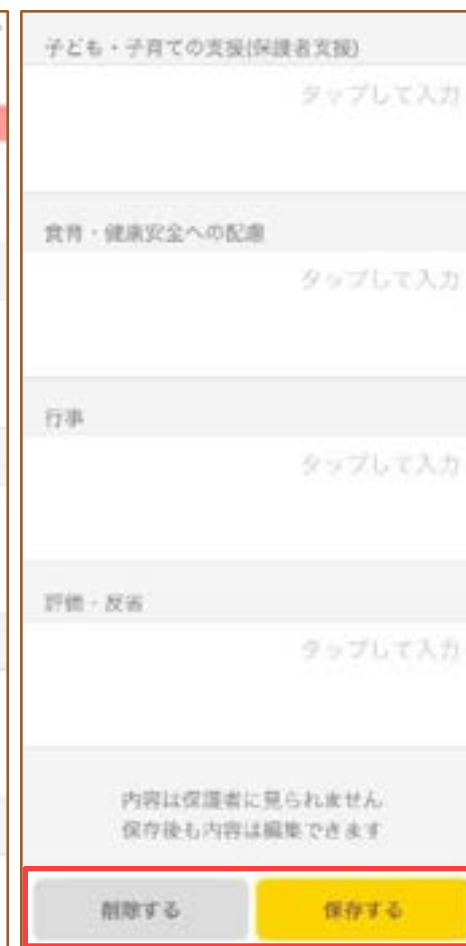 子ども・子育ての支援(保護者支援)
タップして入力
食育・健康安全への配慮
タップして入力
行事
タップして入力
評価・反省
タップして入力
内容は保護者に見られません
保存後も内容は編集できます
削除する
保存する